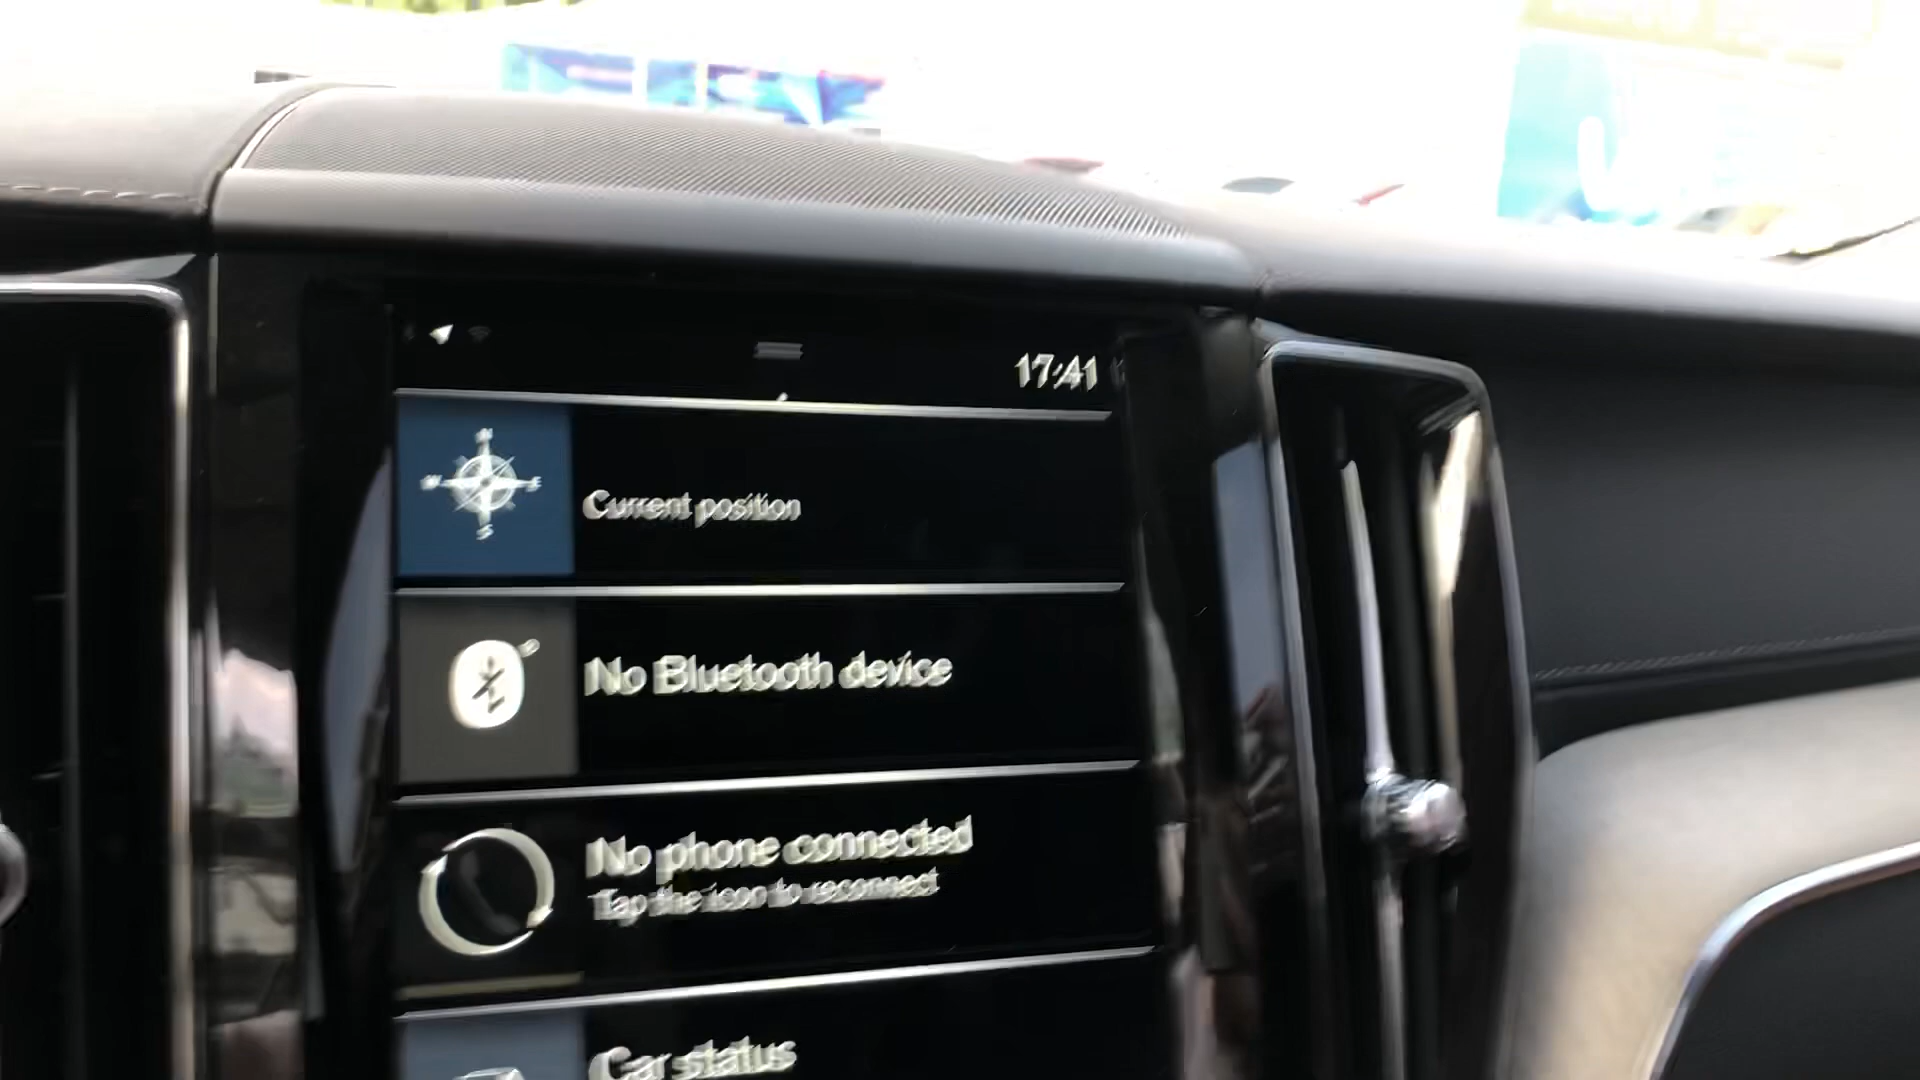 17:41
N
W E
S
Current position
No Bluetooth device
No phone connected
Tap the icon to reconnect
Car status